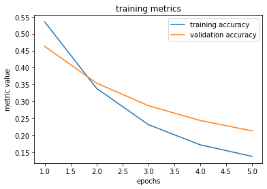 training metrics
training accuracy
validation accuracy
metric value
0.55
0.50
0.45
0.40
0.35
0.30
0.25
0.20
0.15
1.0 1.5 2.0 2.5 3.0 3.5 4.0 4.5 5.0
epochs